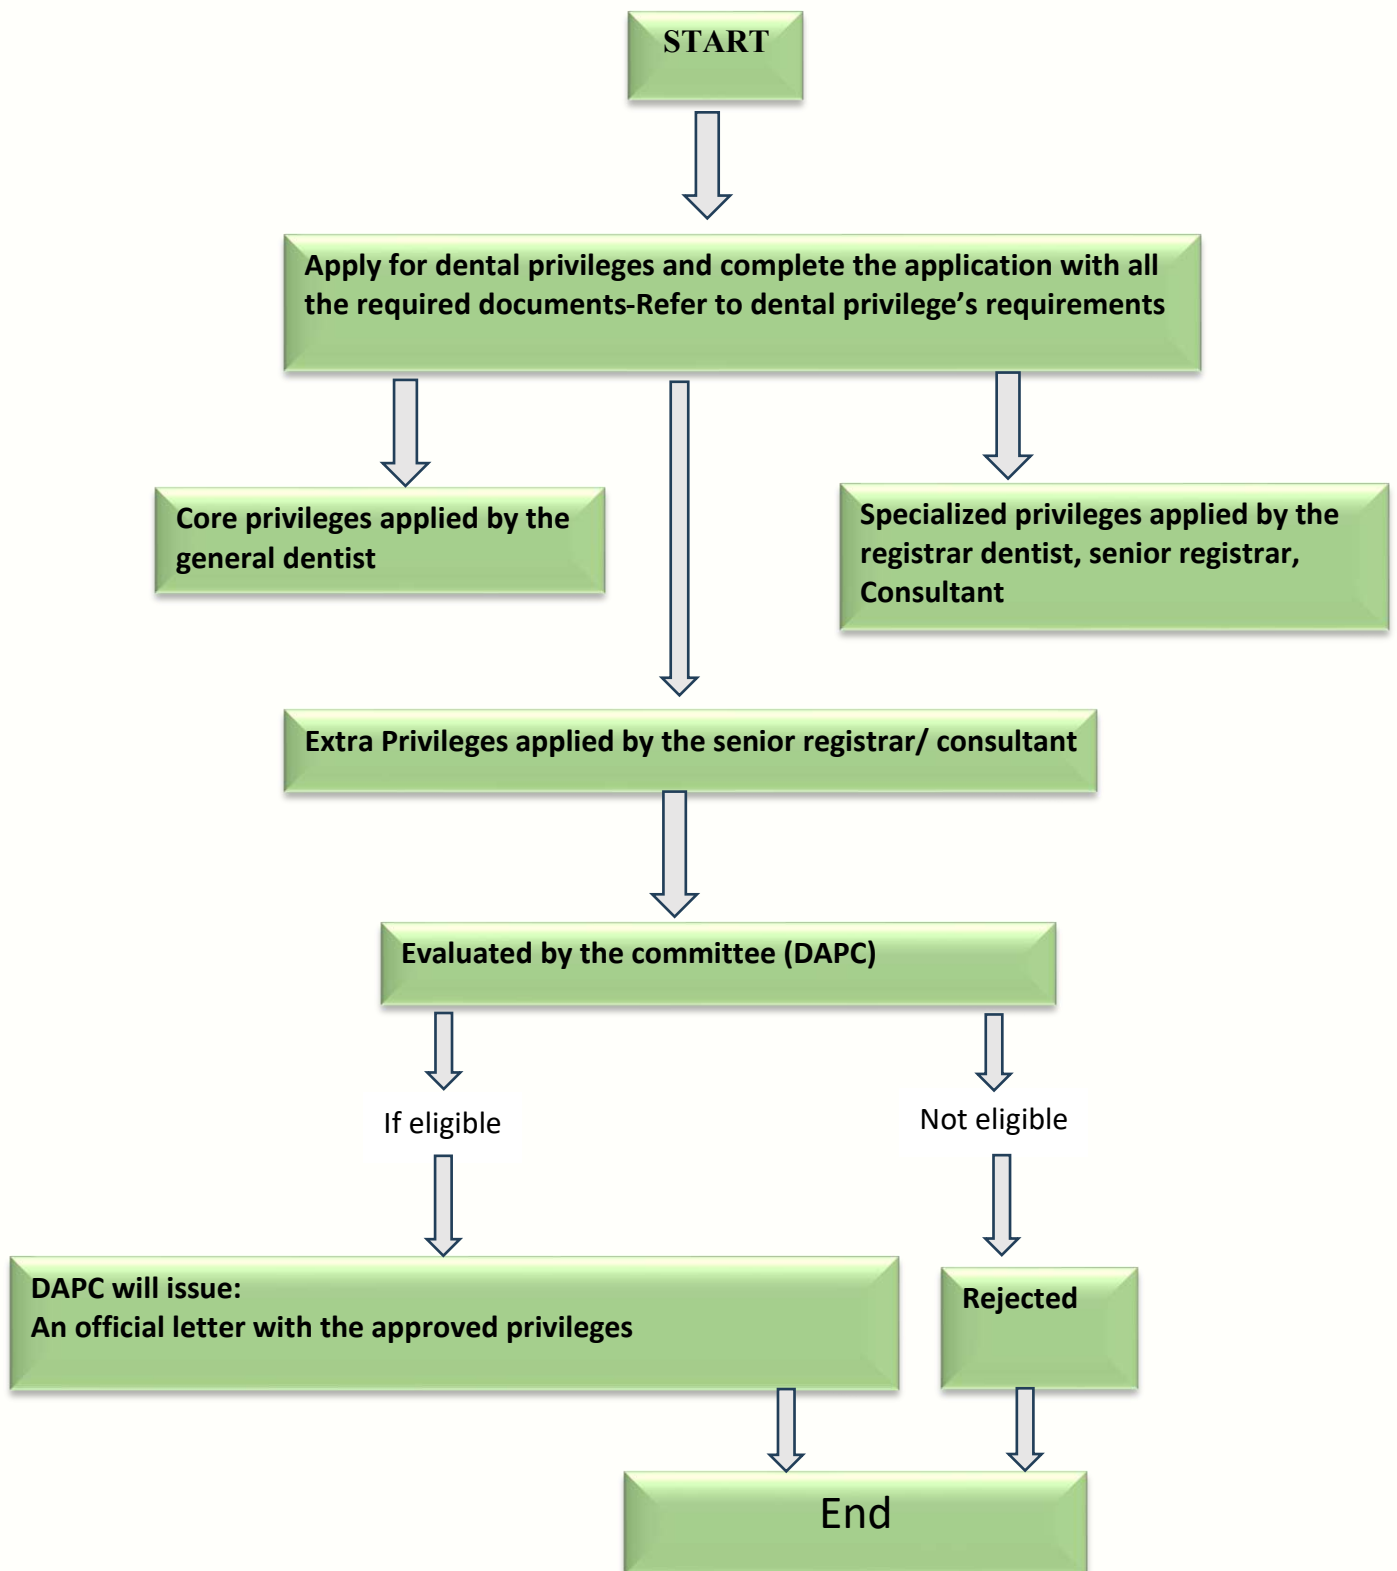 START
Apply for dental privileges and complete the application with all
the required documents-Refer to dental privilege’s requirements
Core privileges applied by the
general dentist
Specialized privileges applied by the
registrar dentist, senior registrar,
Consultant
Extra Privileges applied by the senior registrar/ consultant
Evaluated by the committee (DAPC)
If eligible
Not eligible
DAPC will issue:
An official letter with the approved privileges
Rejected
End